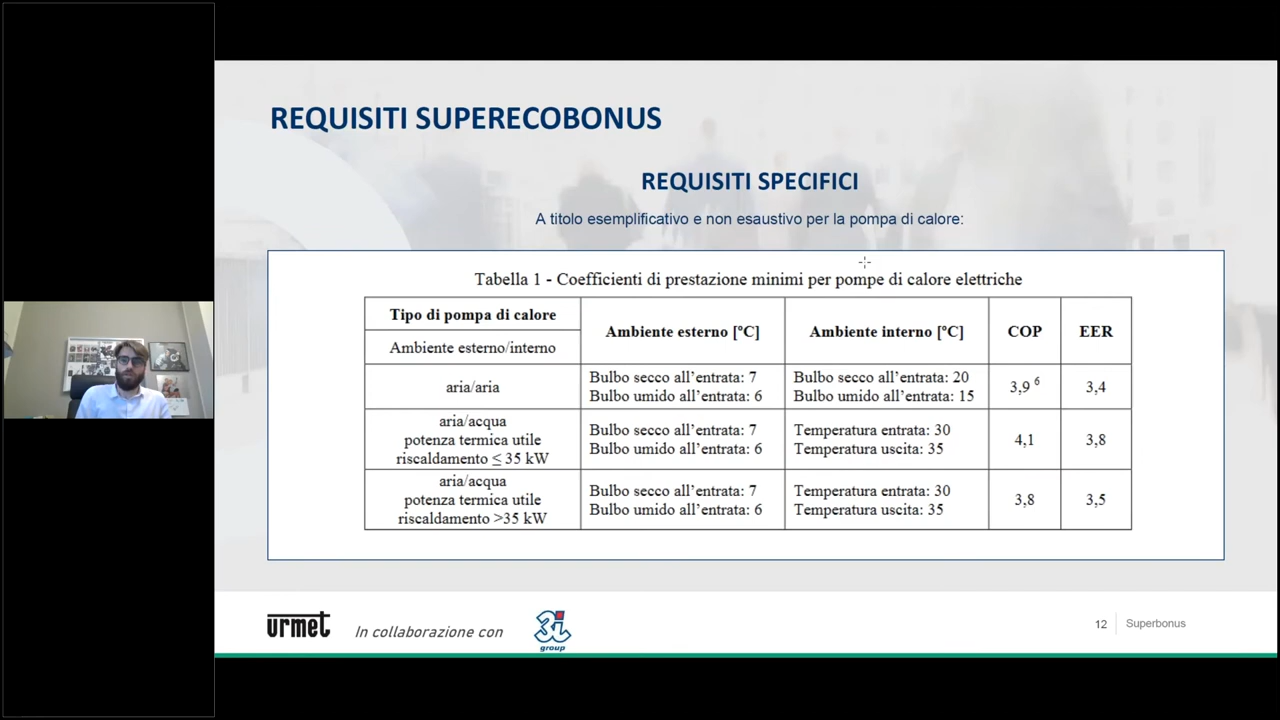 REQUISITI SUPERECOBONUS
REQUISITI SPECIFICI
A titolo esemplificativo e non esaustivo per la pompa di calore:
Tabella 1 - Coefficienti di prestazione minimi per pompe di calore elettriche
Tipo di pompa di calore
Ambiente esterno/interno
Ambiente esterno [°C]
Ambiente interno [°C]
COP
EER
aria/aria
Bulbo secco all’entrata: 7
Bulbo umido all’entrata: 6
Bulbo secco all’entrata: 20
Bulbo umido all’entrata: 15
3,9 6
3,4
aria/acqua
potenza termica utile
riscaldamento ≤ 35 kW
Bulbo secco all’entrata: 7
Bulbo umido all’entrata: 6
Temperatura entrata: 30
Temperatura uscita: 35
4,1
3,8
aria/acqua
potenza termica utile
riscaldamento >35 kW
Bulbo secco all’entrata: 7
Bulbo umido all’entrata: 6
Temperatura entrata: 30
Temperatura uscita: 35
3,8
3,5
urmet
In collaborazione con
3i
group
12
Superbonus